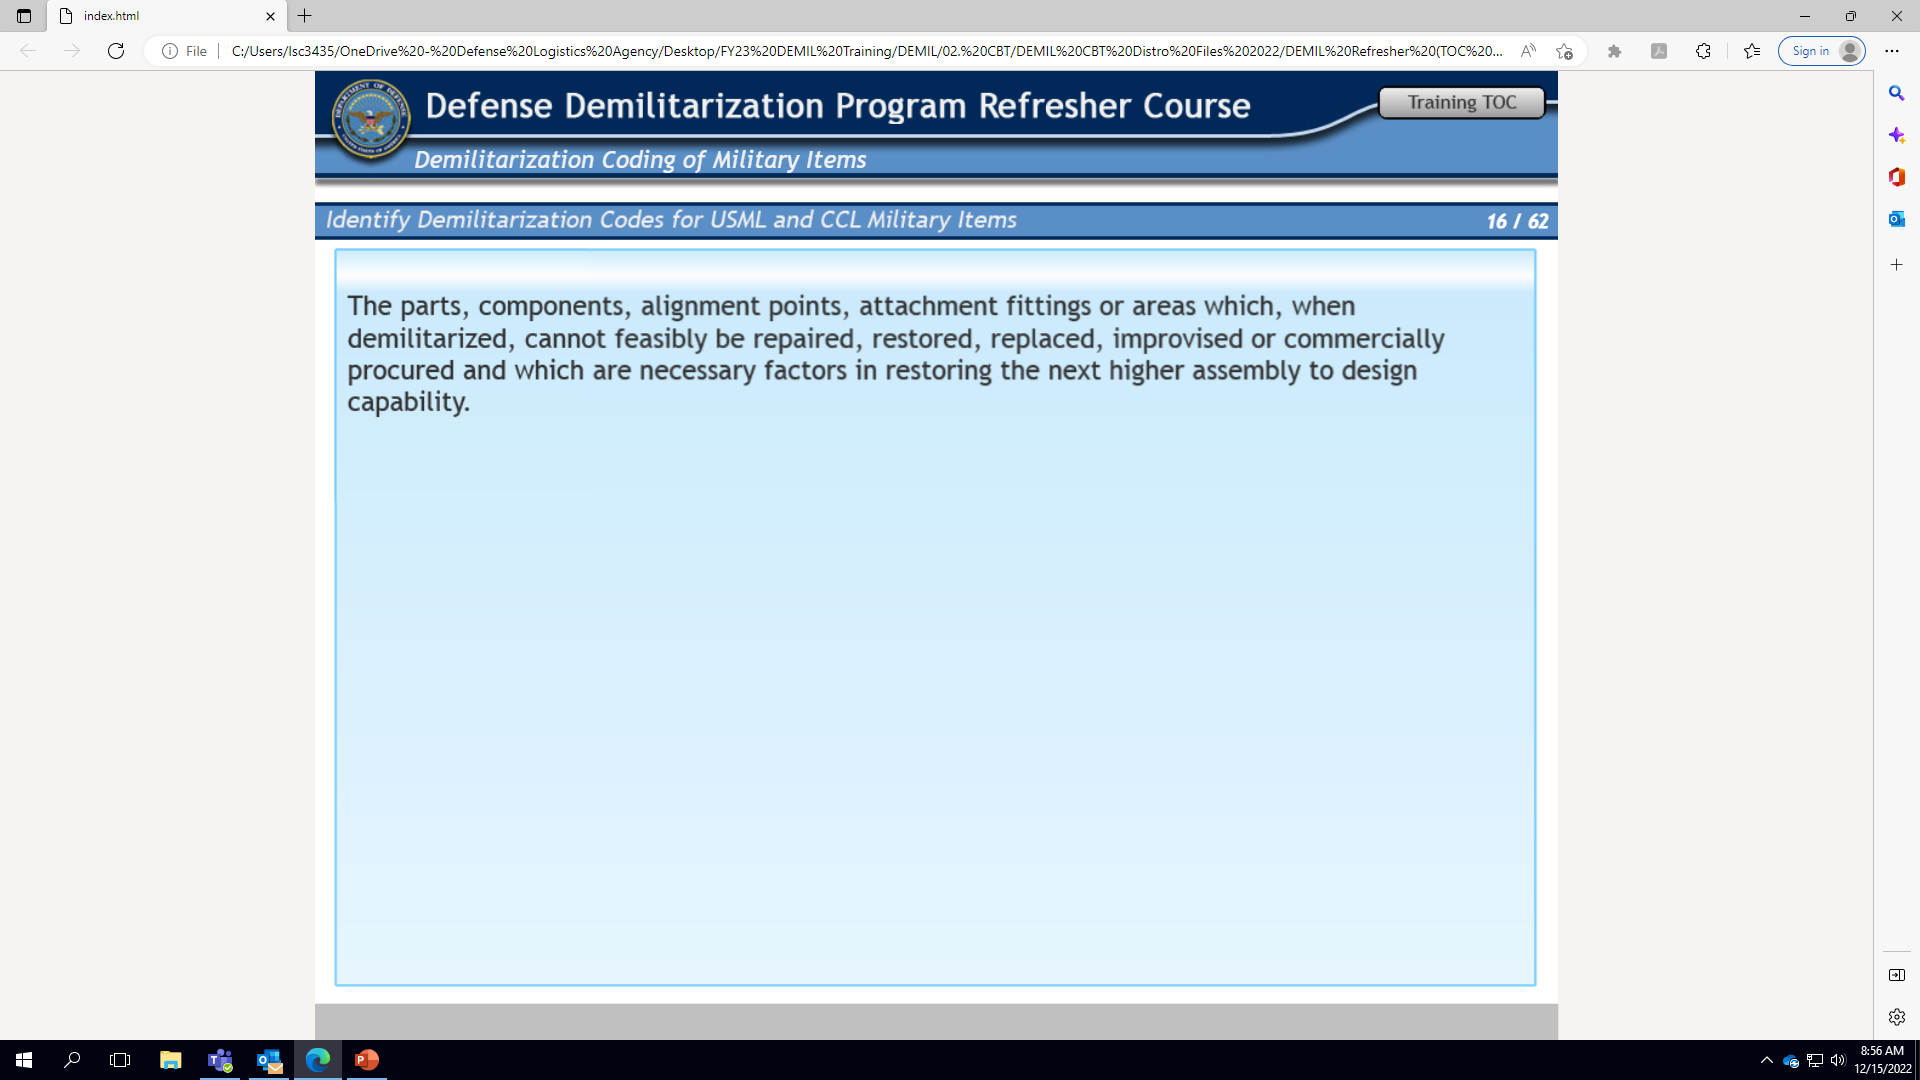 index.html
File
C:/Users/lsc3435/OneDrive%20-%20Defense%20Logistics%20Agency/Desktop/FY23%20DEMIL%20Training/DEMIL/02.%20CBT/DEMIL%20CBT%20Distro%20Files%202022/DEMIL%20Refresher%20(TOC%20...
Sign in
Defense Demilitarization Program Refresher Course
Training TOC
Demilitarization Coding of Military Items
Identify Demilitarization Codes for USML and CCL Military Items
16 / 62
The parts, components, alignment points, attachment fittings or areas which, when
demilitarized, cannot feasibly be repaired, restored, replaced, improvised or commercially
procured and which are necessary factors in restoring the next higher assembly to design
capability.
8:56 AM
12/15/2022